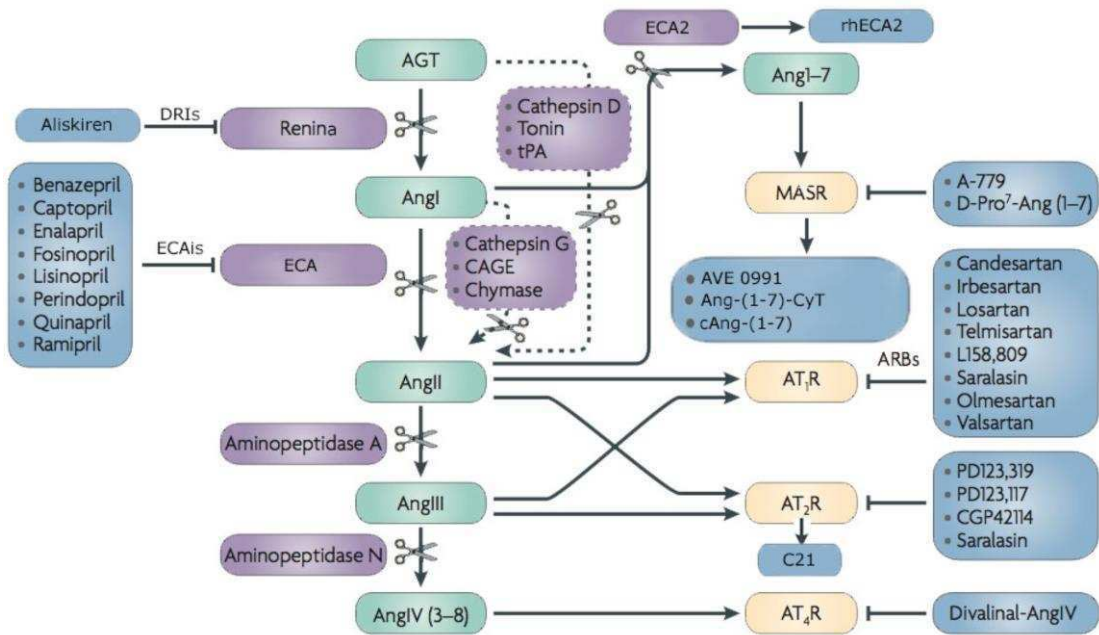 ECA2
rhECA2
AGT
Ang1–7
• Cathepsin D
• Tonin
• tPA
Aliskiren
DRIs
Renina
• Benazepril
• Captopril
• Enalapril
• Fosinopril
• Lisinopril
• Perindopril
• Quinapril
• Ramipril
AngI
MASR
• A-779
• D-Pro⁷-Ang (1–7)
ECAis
ECA
• Cathepsin G
• CAGE
• Chymase
• AVE 0991
• Ang-(1-7)-CyT
• cAng-(1-7)
• Candesartan
• Irbesartan
• Losartan
• Telmisartan
• L158,809
• Saralasin
• Olmesartan
• Valsartan
AngII
AT₁R
ARBs
Aminopeptidase A
AngIII
AT₂R
• PD123,319
• PD123,117
• CGP42114
• Saralasin
Aminopeptidase N
C21
AngIV (3–8)
AT₄R
Divalinal-AngIV